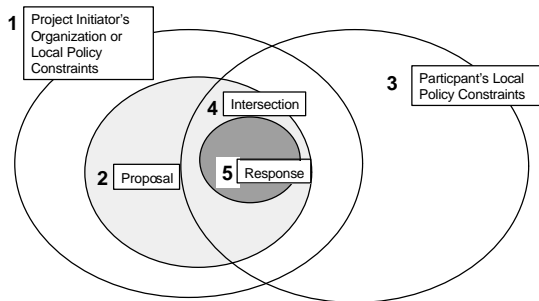 1 Project Initiator's
Organization or
Local Policy
Constraints
3 Particpant's Local
Policy Constraints
4 Intersection
2 Proposal
5 Response